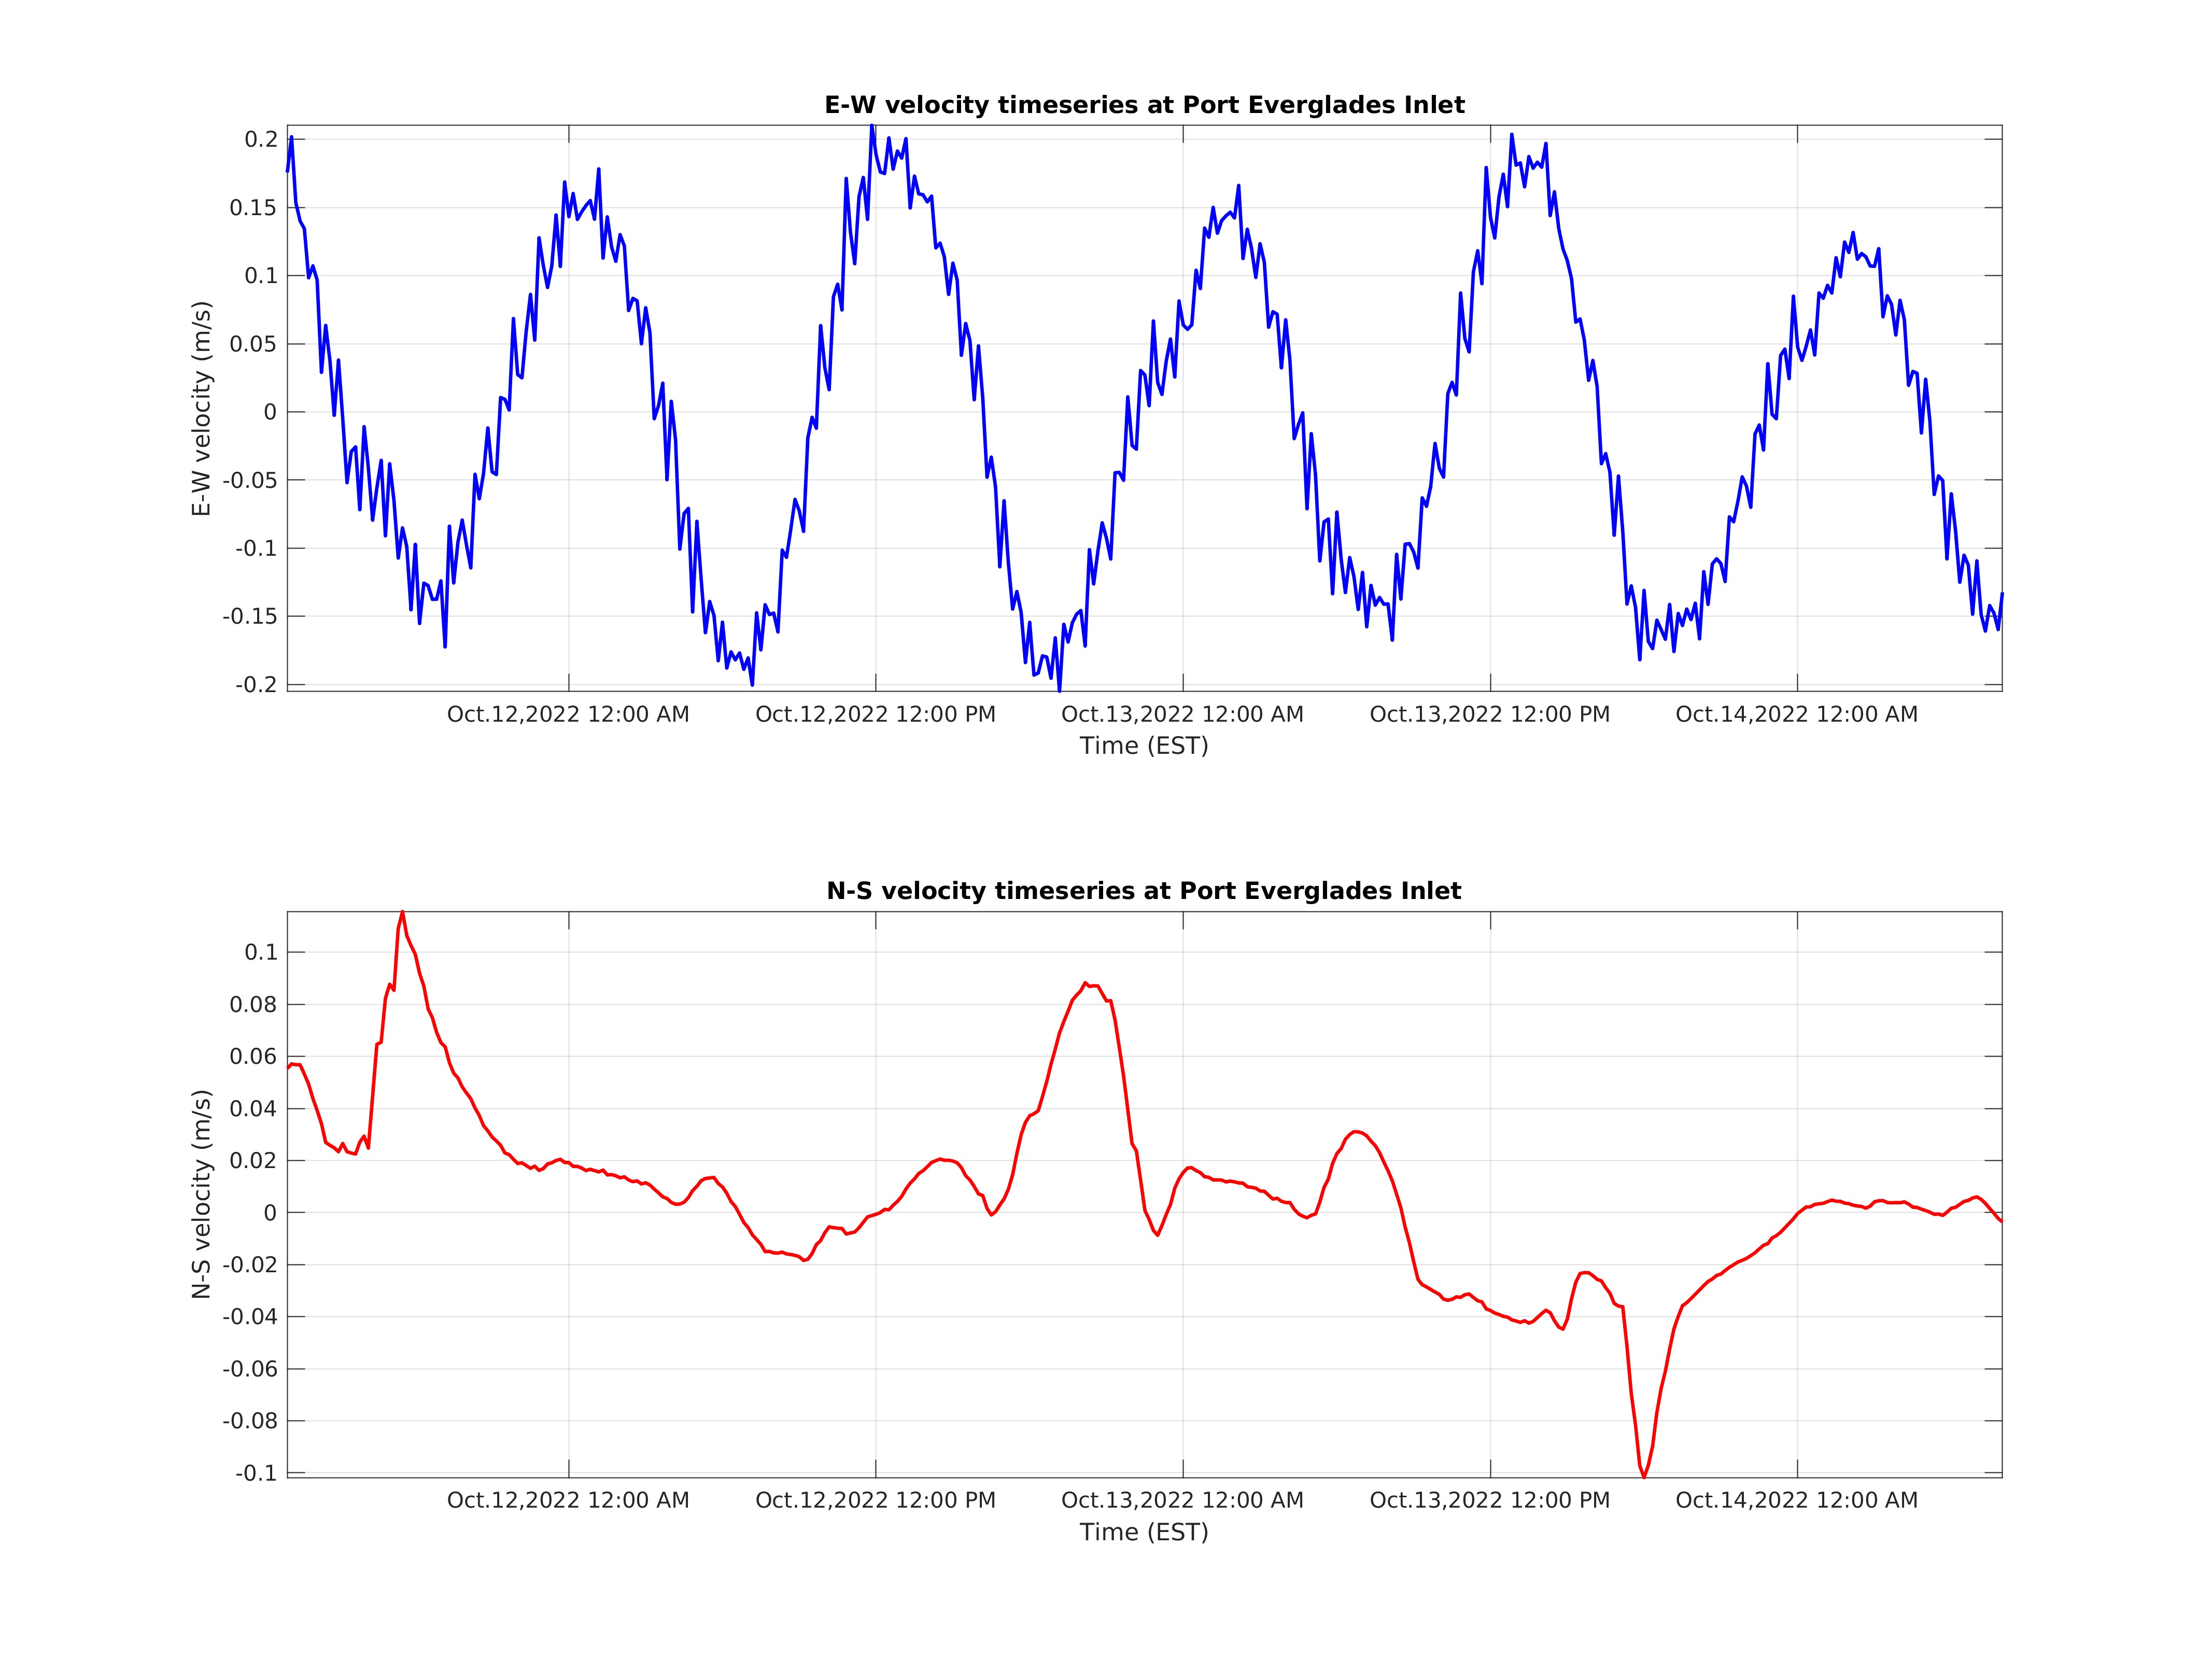 E-W velocity timeseries at Port Everglades Inlet
0.2
0.15
0.1
0.05
0
-0.05
-0.1
-0.15
-0.2
E-W velocity (m/s)
Oct.12,2022 12:00 AM Oct.12,2022 12:00 PM Oct.13,2022 12:00 AM Oct.13,2022 12:00 PM Oct.14,2022 12:00 AM
Time (EST)
N-S velocity timeseries at Port Everglades Inlet
0.1
0.08
0.06
0.04
0.02
0
-0.02
-0.04
-0.06
-0.08
-0.1
N-S velocity (m/s)
Oct.12,2022 12:00 AM Oct.12,2022 12:00 PM Oct.13,2022 12:00 AM Oct.13,2022 12:00 PM Oct.14,2022 12:00 AM
Time (EST)